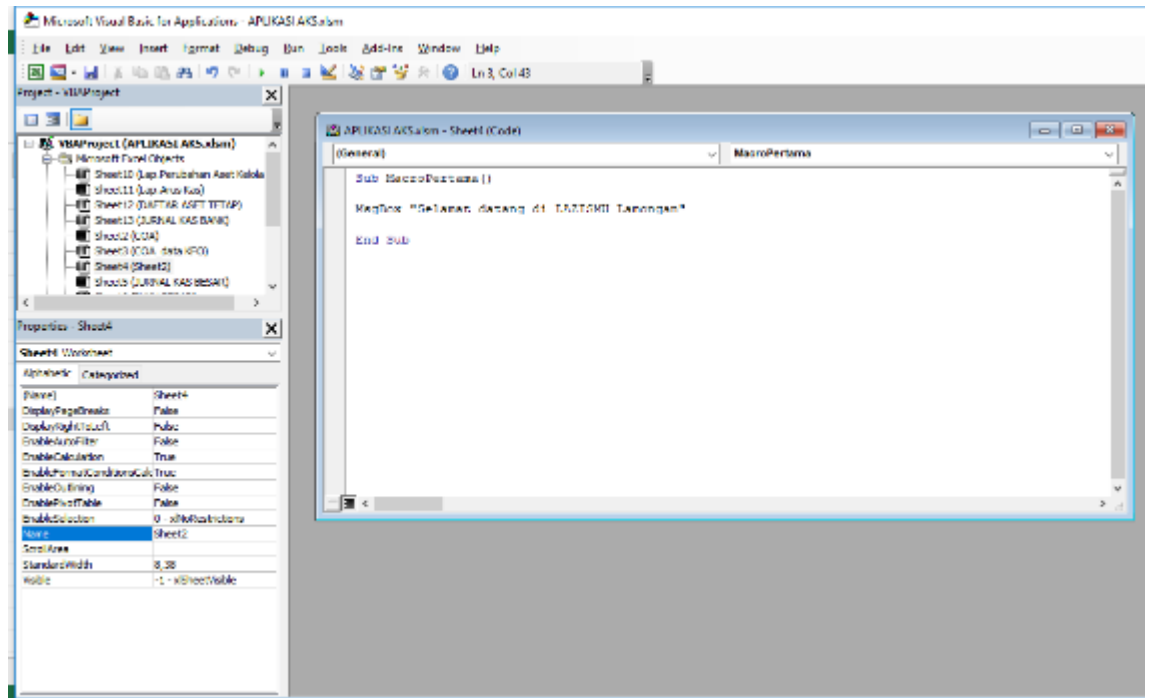 Microsoft Visual Basic for Applications - APLIKASI AKS.xlsm
File Edit View Insert Format Debug Run Tools Add-Ins Window Help
Ln 3, Col 43
Project - VBAProject
VBAProject (APLIKASI AKS.xlsm)
Microsoft Excel Objects
Sheet10 (Lap.Perubahan Aset Kelola
Sheet11 (Lap.Arus Kas)
Sheet12 (DAFTAR ASET TETAP)
Sheet13 (JURNAL KAS BANK)
Sheet2 (COA)
Sheet3 (COA data
Sheet4 (Sheet2)
Sheet5 (JURNAL KAS BESAR)
Properties - Sheet4
Sheet4 Worksheet
Alphabetic Categorized
(Name) Sheet4
DisplayPageBreaks False
DisplayRightToLeft False
EnableAutoFilter False
EnableCalculation True
EnableFormatConditionsCalc True
EnableOutlining False
EnablePivotTable False
EnableSelection 0 - xlNoRestrictions
Name Sheet2
ScrollArea
StandardWidth 8,38
Visible -1 - xlSheetVisible
APLIKASI AKS.xlsm - Sheet4 (Code)
(General) MacroPertama
Sub MacroPertama()
MsgBox "Selamat datang di LAZISMU Lamongan"
End Sub